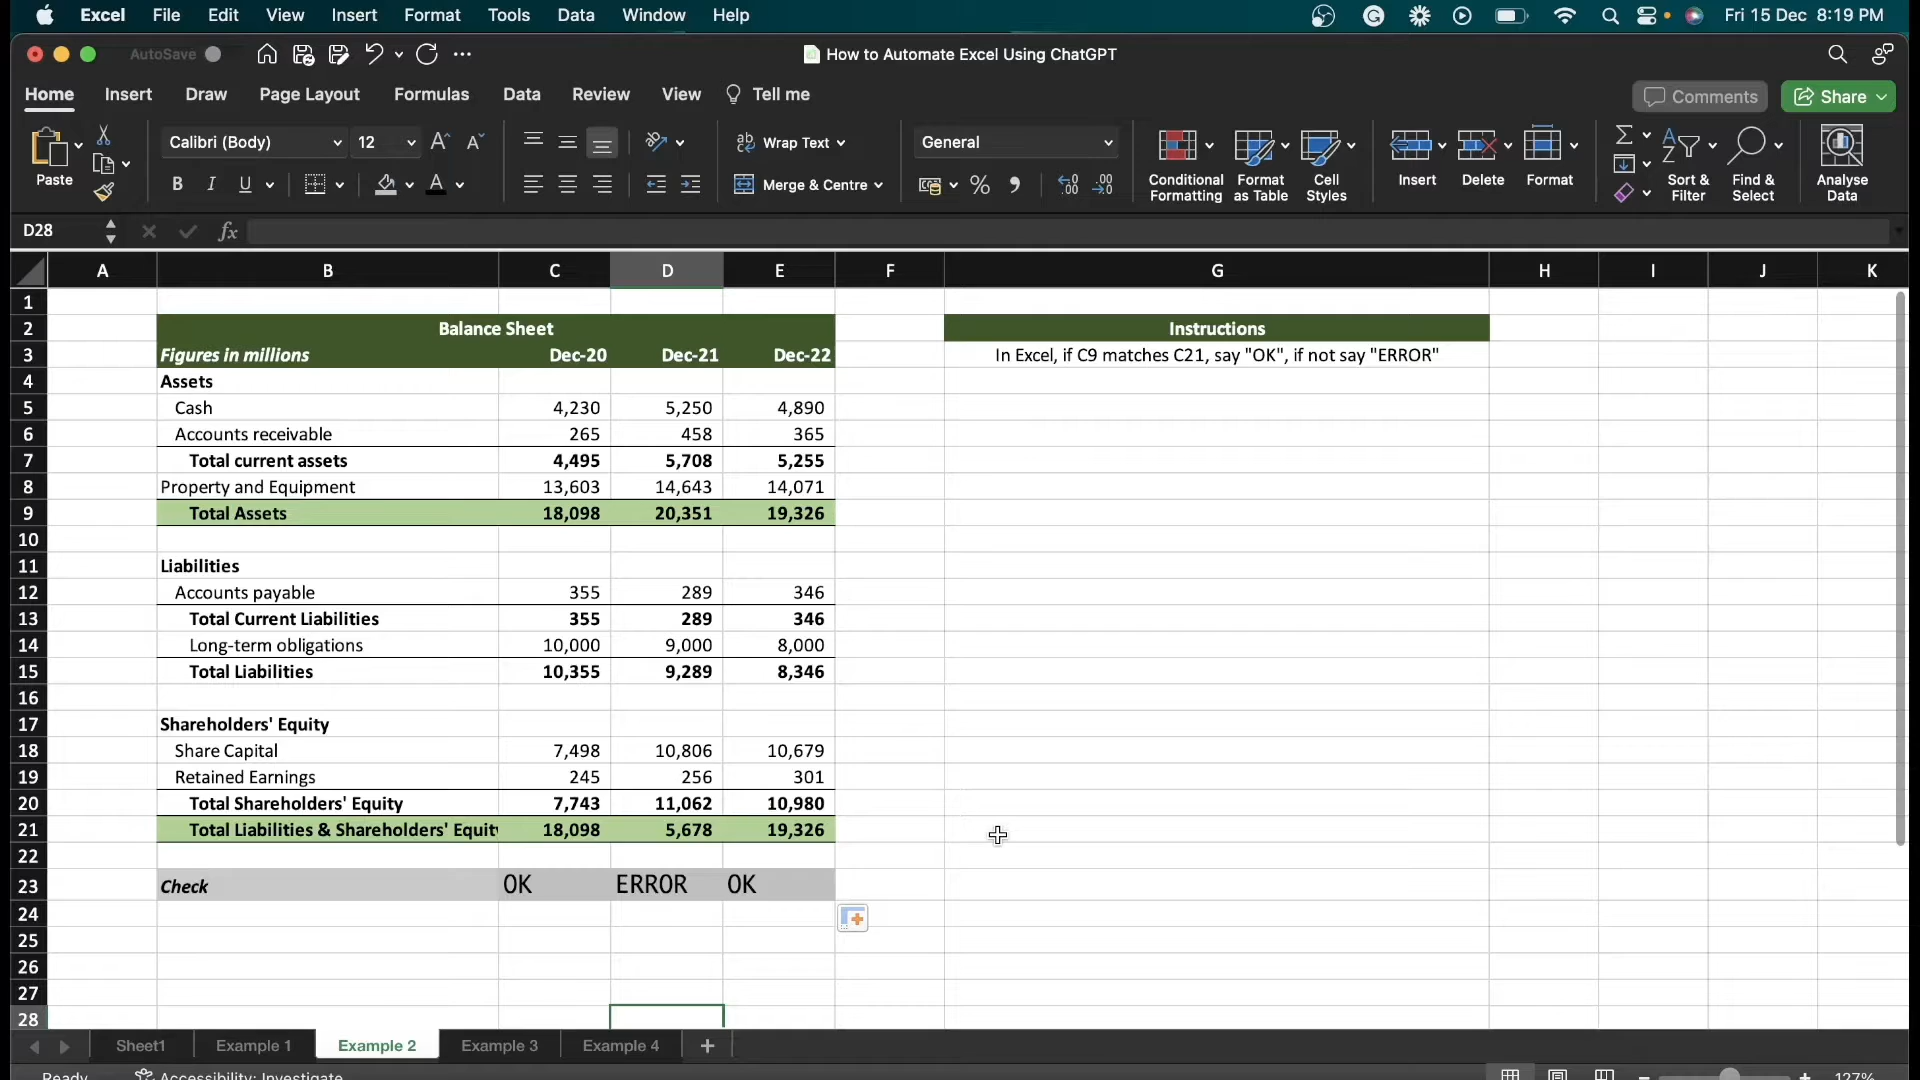 Excel File Edit View Insert Format Tools Data Window Help Fri 15 Dec 8:19 PM
AutoSave How to Automate Excel Using ChatGPT
Home Insert Draw Page Layout Formulas Data Review View Tell me Comments Share
Paste Calibri (Body) 12 Wrap Text General
B I U A Merge & Centre % Conditional Formatting Format as Table Cell Styles Insert Delete Format Sort & Filter Find & Select Analyse Data
D28 fx
A B C D E F G H I J K
1
2 Balance Sheet Instructions
3 Figures in millions Dec-20 Dec-21 Dec-22 In Excel, if C9 matches C21, say "OK", if not say "ERROR"
4 Assets
5 Cash 4,230 5,250 4,890
6 Accounts receivable 265 458 365
7 Total current assets 4,495 5,708 5,255
8 Property and Equipment 13,603 14,643 14,071
9 Total Assets 18,098 20,351 19,326
10
11 Liabilities
12 Accounts payable 355 289 346
13 Total Current Liabilities 355 289 346
14 Long-term obligations 10,000 9,000 8,000
15 Total Liabilities 10,355 9,289 8,346
16
17 Shareholders' Equity
18 Share Capital 7,498 10,806 10,679
19 Retained Earnings 245 256 301
20 Total Shareholders' Equity 7,743 11,062 10,980
21 Total Liabilities & Shareholders' Equity 18,098 5,678 19,326
22
23 Check OK ERROR OK
24
25
26
27
28
Sheet1 Example 1 Example 2 Example 3 Example 4 +
Ready Accessibility: Investigate 127%